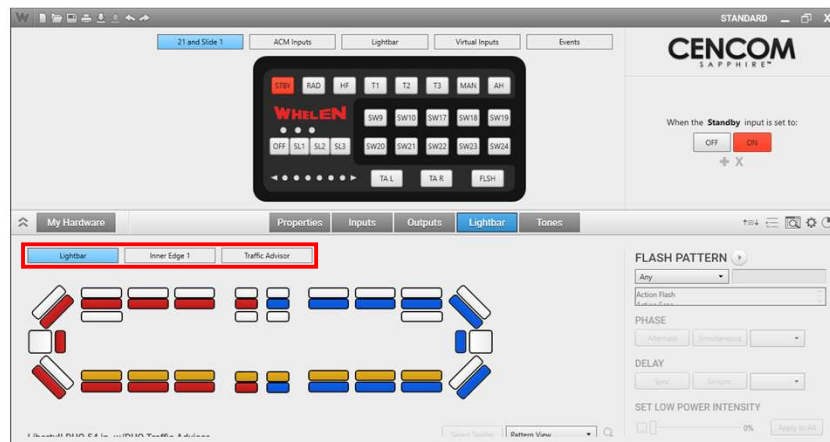 W STANDARD X
21 and Slide 1 ACM Inputs Lightbar Virtual Inputs Events
CENCOM
SAPPHIRE™
STBY RAD HF T1 T2 T3 MAN AH
WHELEN
SW9 SW10 SW17 SW18 SW19
OFF SL1 SL2 SL3 SW20 SW21 SW22 SW23 SW24
TA L TA R FLSH
When the Standby input is set to:
OFF ON
+ X
My Hardware Properties Inputs Outputs Lightbar Tones
Lightbar Inner Edge 1 Traffic Advisor
FLASH PATTERN
Any
Action Flash
PHASE
Alternate Simultaneous
DELAY
Sync
SET LOW POWER INTENSITY
0% Apply to All
Select Similar Pattern View